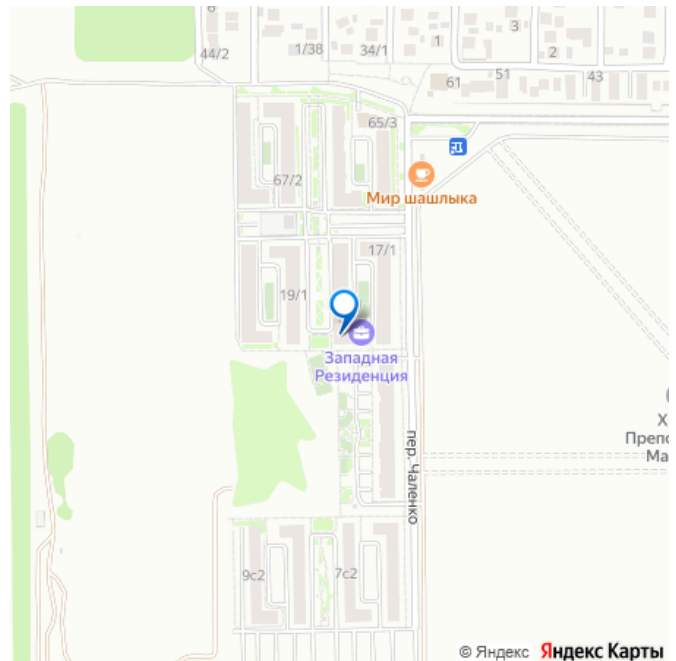 6
44/2
1/38
34/1
1
3
2
61
51
43
65/3
67/2
Мир шашлыка
17/1
19/1
Западная
Резиденция
Х
Препо
Ма
пер. Чаленко
9с2
7с2
© Яндекс Яндекс Карты